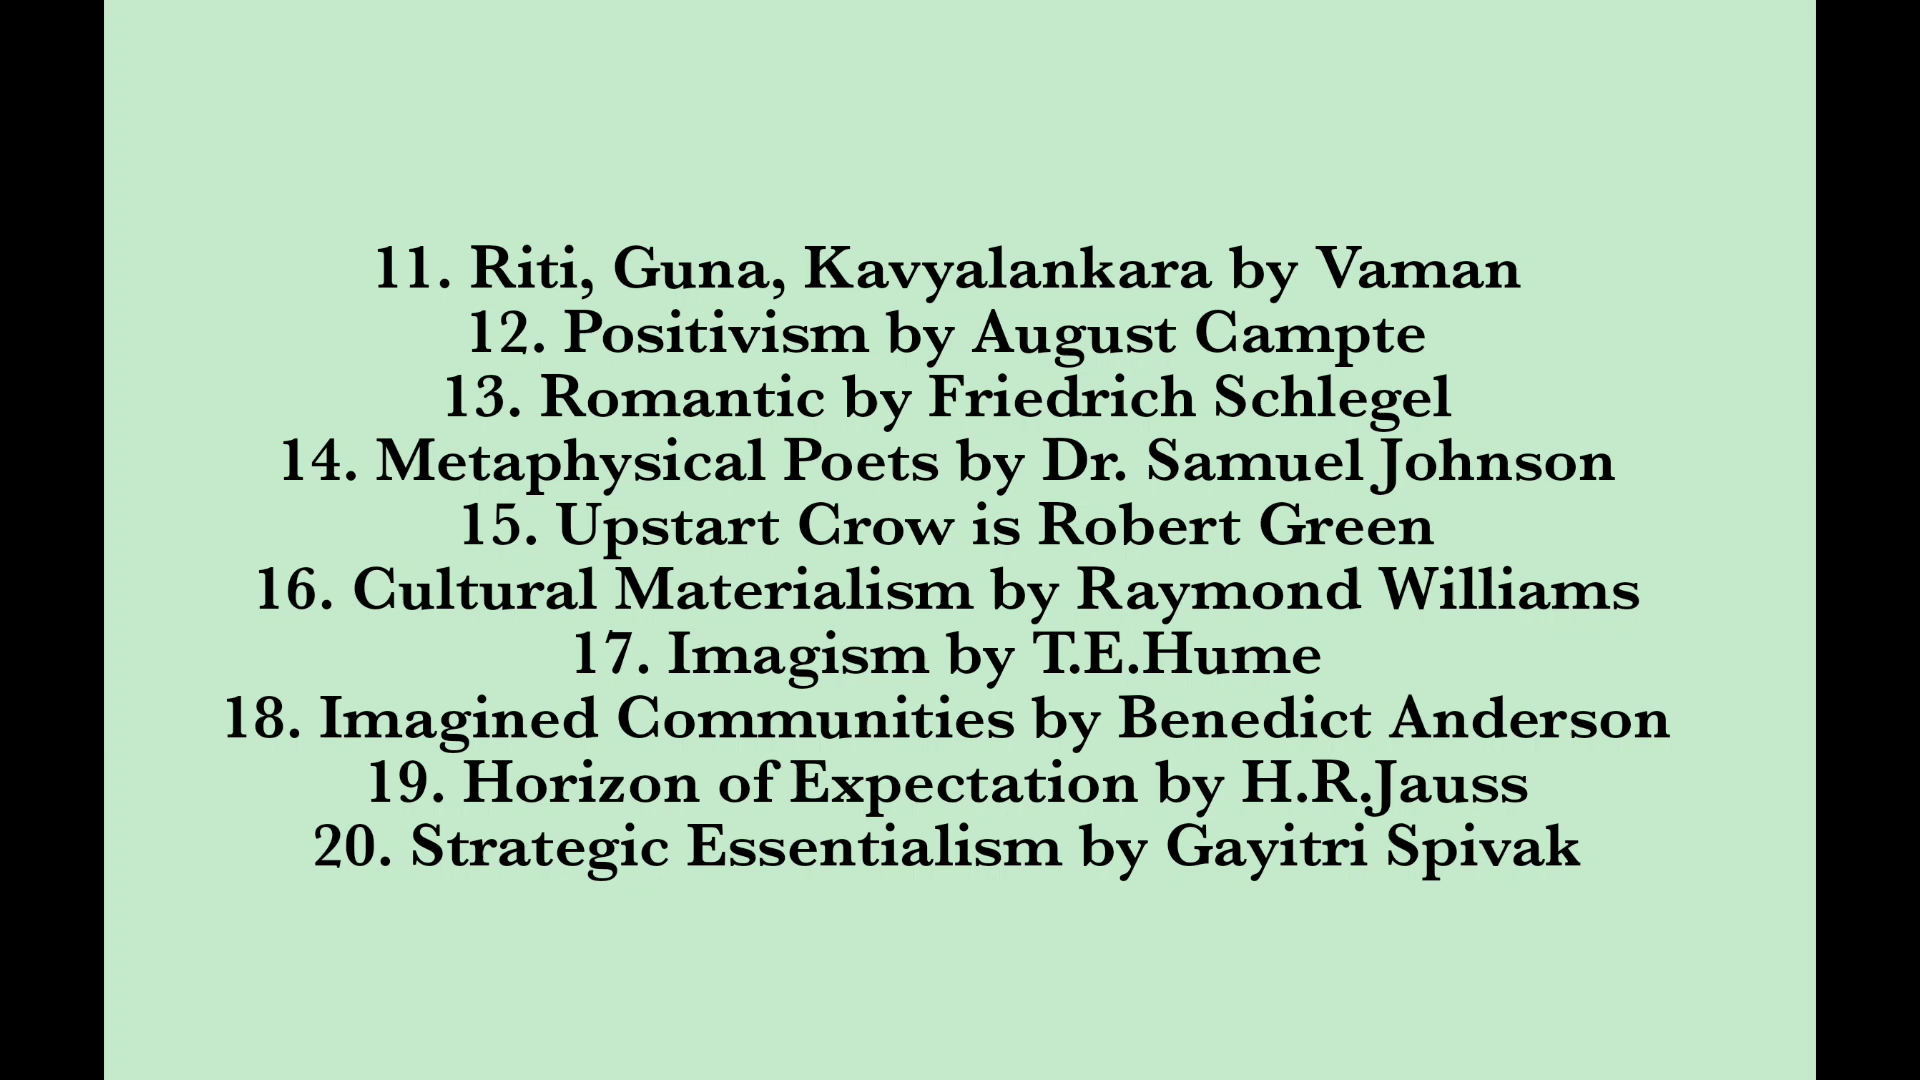 11. Riti, Guna, Kavyalankara by Vaman
12. Positivism by August Campte
13. Romantic by Friedrich Schlegel
14. Metaphysical Poets by Dr. Samuel Johnson
15. Upstart Crow is Robert Green
16. Cultural Materialism by Raymond Williams
17. Imagism by T.E.Hume
18. Imagined Communities by Benedict Anderson
19. Horizon of Expectation by H.R.Jauss
20. Strategic Essentialism by Gayitri Spivak